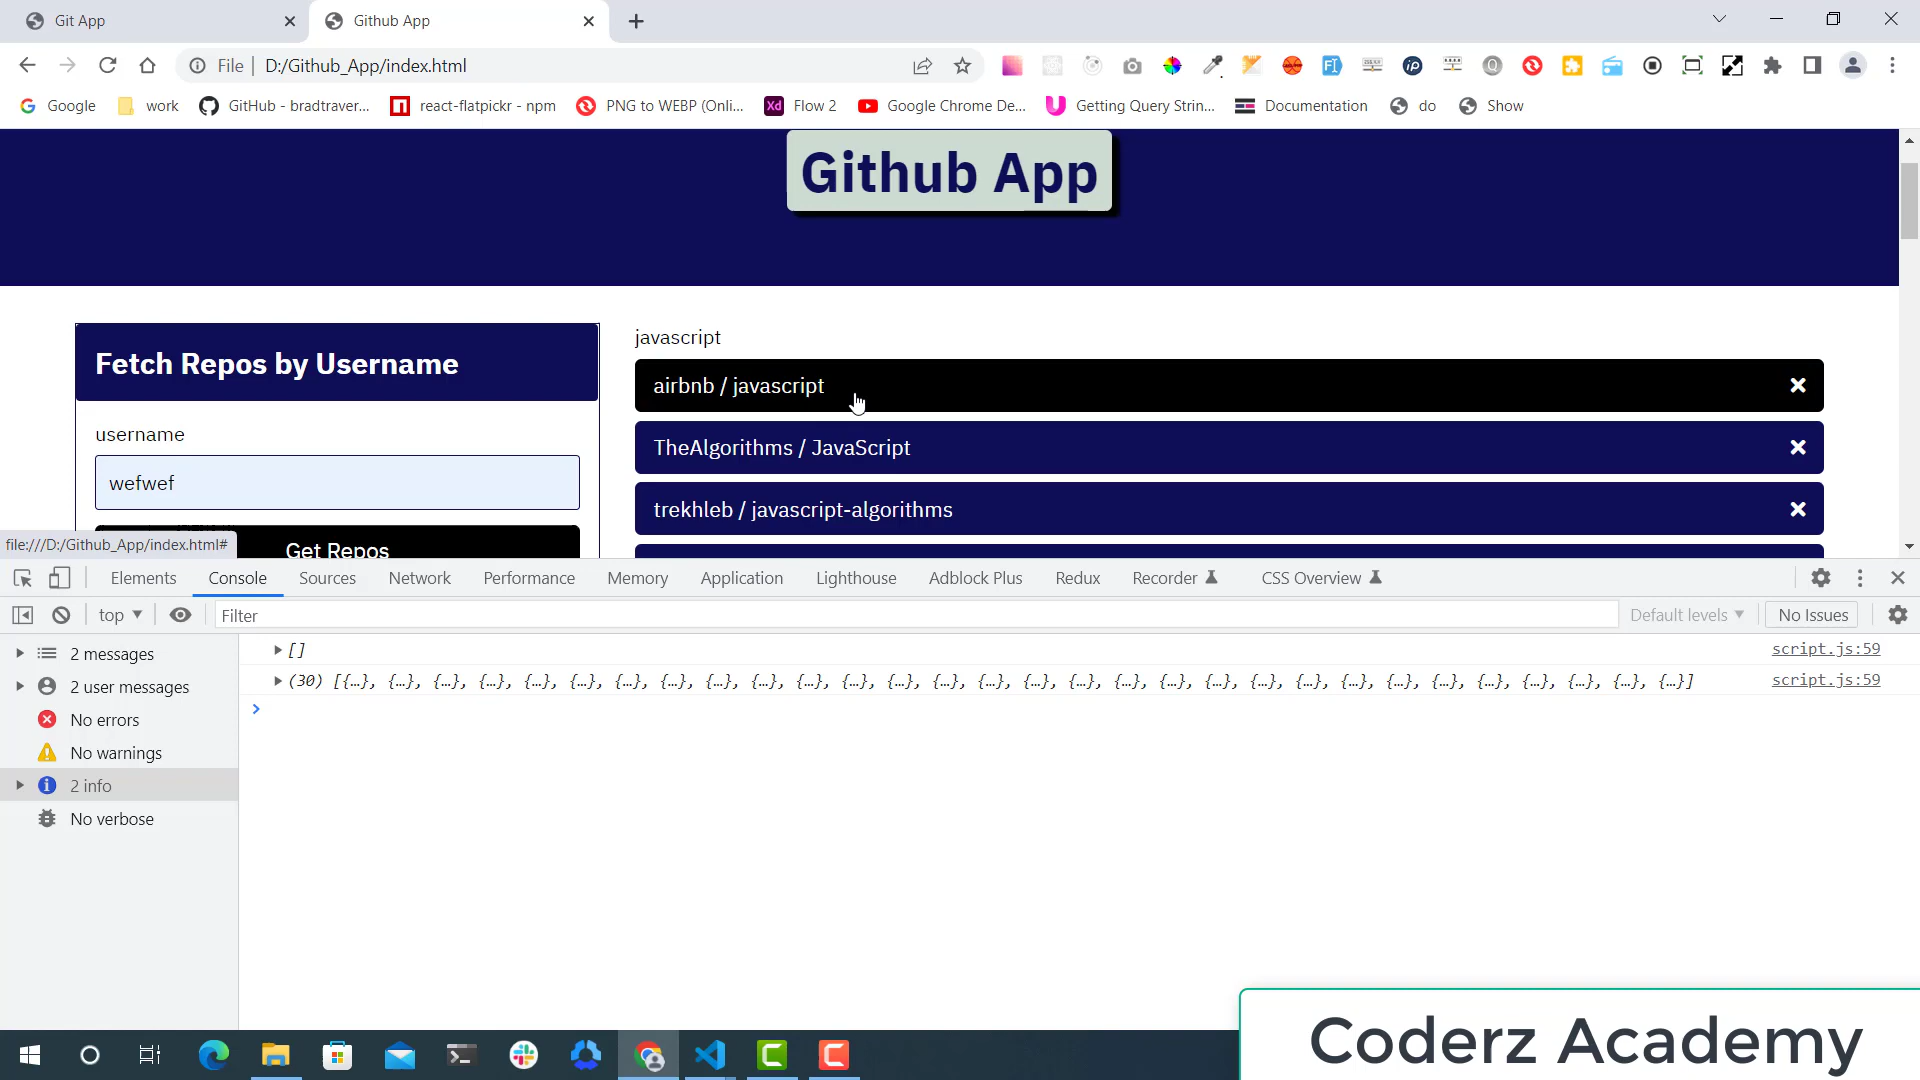 Git App
Github App
File
D:/Github_App/index.html
Google
work
GitHub - bradtraver...
react-flatpickr - npm
PNG to WEBP (Onli...
Flow 2
Google Chrome De...
Getting Query Strin...
Documentation
do
Show
Github App
Fetch Repos by Username
username
wefwef
Get Repos
javascript
airbnb / javascript
TheAlgorithms / JavaScript
trekhleb / javascript-algorithms
file:///D:/Github_App/index.html#
Elements
Console
Sources
Network
Performance
Memory
Application
Lighthouse
Adblock Plus
Redux
Recorder
CSS Overview
top
Filter
Default levels
No Issues
2 messages
2 user messages
No errors
No warnings
2 info
No verbose
[]
script.js:59
(30) [{…}, {…}, {…}, {…}, {…}, {…}, {…}, {…}, {…}, {…}, {…}, {…}, {…}, {…}, {…}, {…}, {…}, {…}, {…}, {…}, {…}, {…}, {…}, {…}, {…}, {…}, {…}, {…}, {…}, {…}]
script.js:59
Coderz Academy